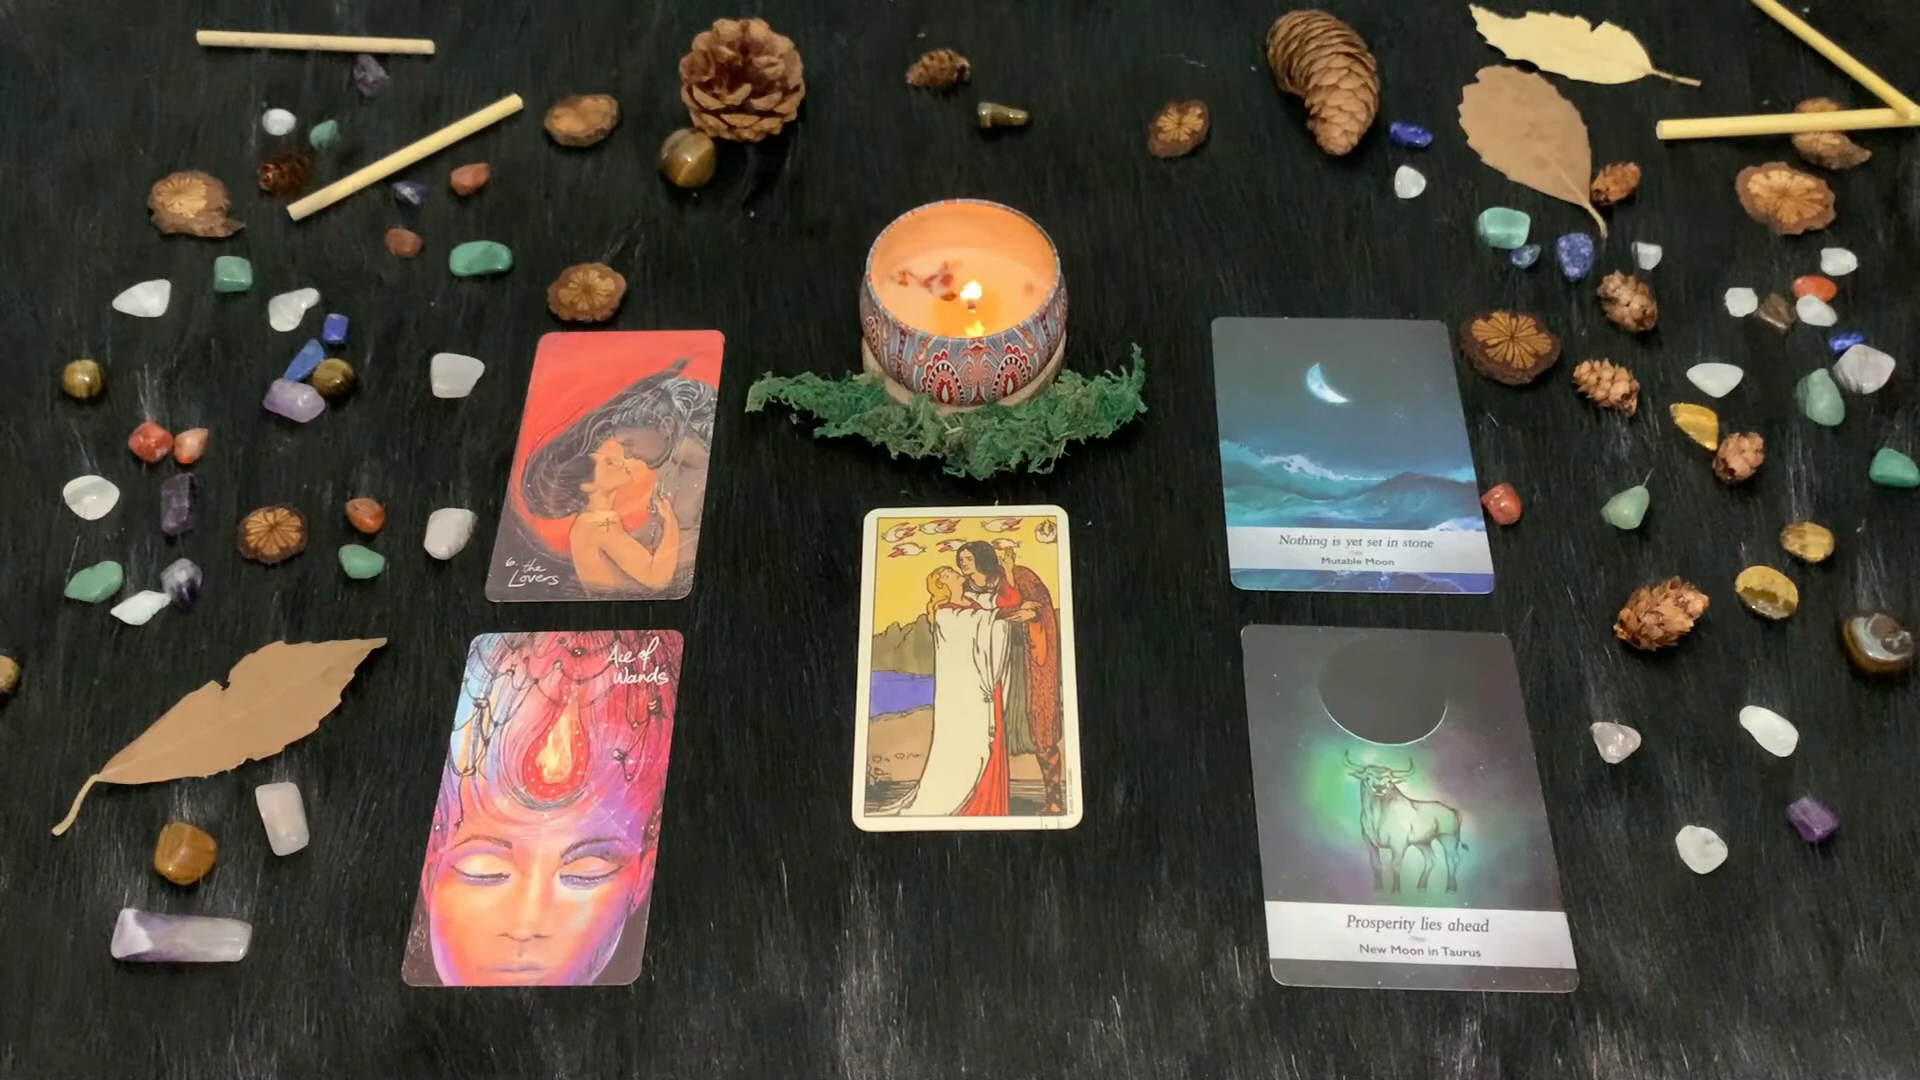 6. the
Lovers
Ace of
Wands
Nothing is yet set in stone
Mutable Moon
Prosperity lies ahead
New Moon in Taurus